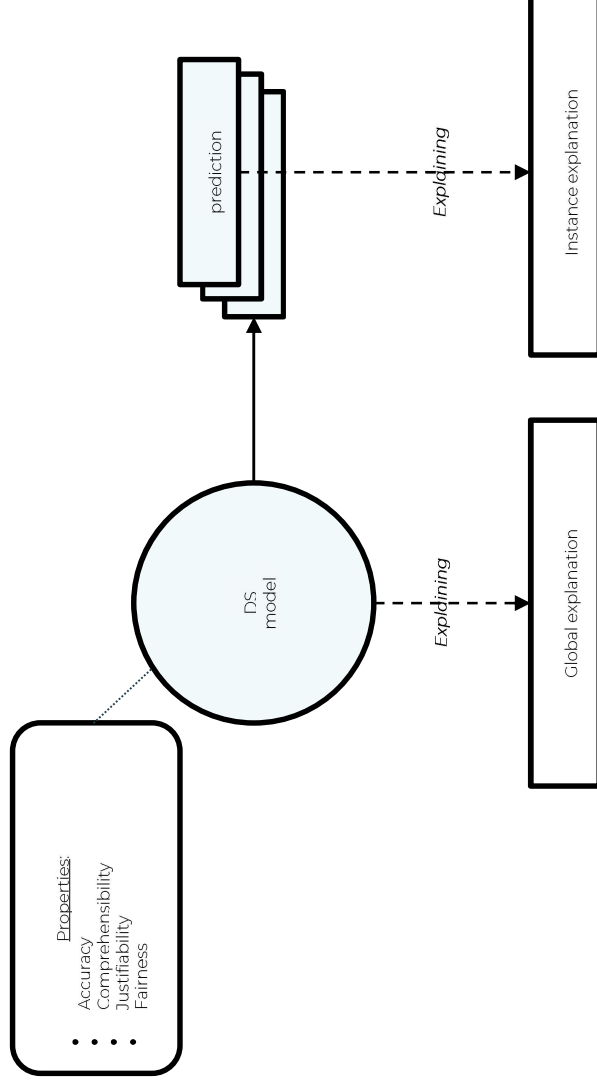 Properties:
Accuracy
Comprehensibility
Justifiability
Fairness
DS
model
prediction
Explaining
Explaining
Global explanation
Instance explanation